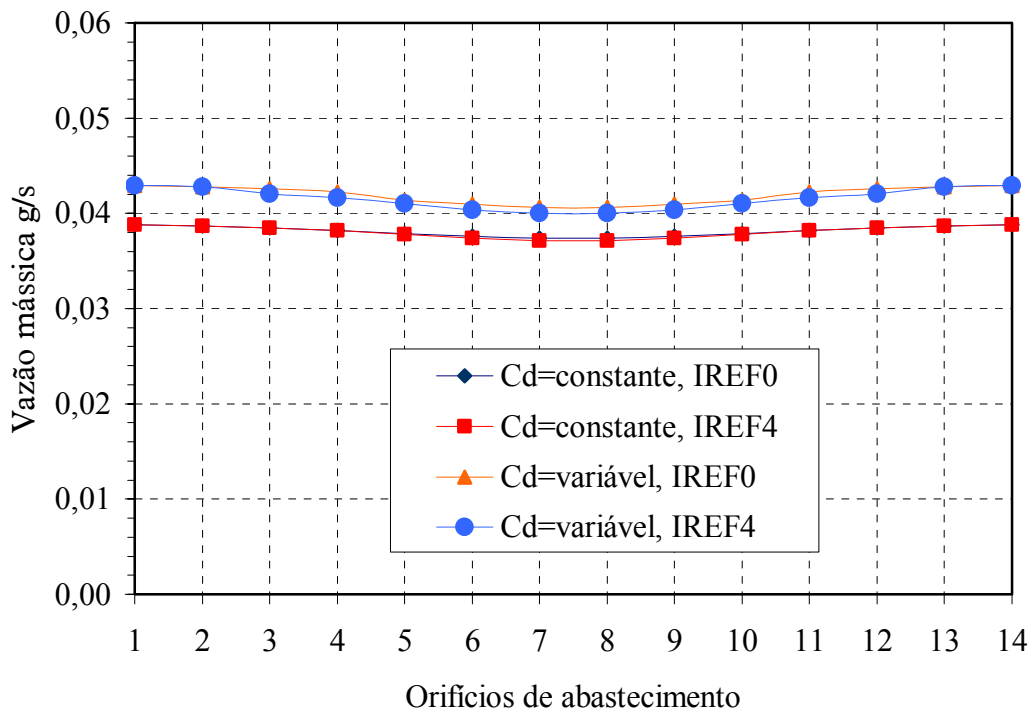 0,06
0,05
0,04
0,03
0,02
0,01
0,00
Vazão mássica g/s
Cd=constante, IREF0
Cd=constante, IREF4
Cd=variável, IREF0
Cd=variável, IREF4
1 2 3 4 5 6 7 8 9 10 11 12 13 14
Orifícios de abastecimento